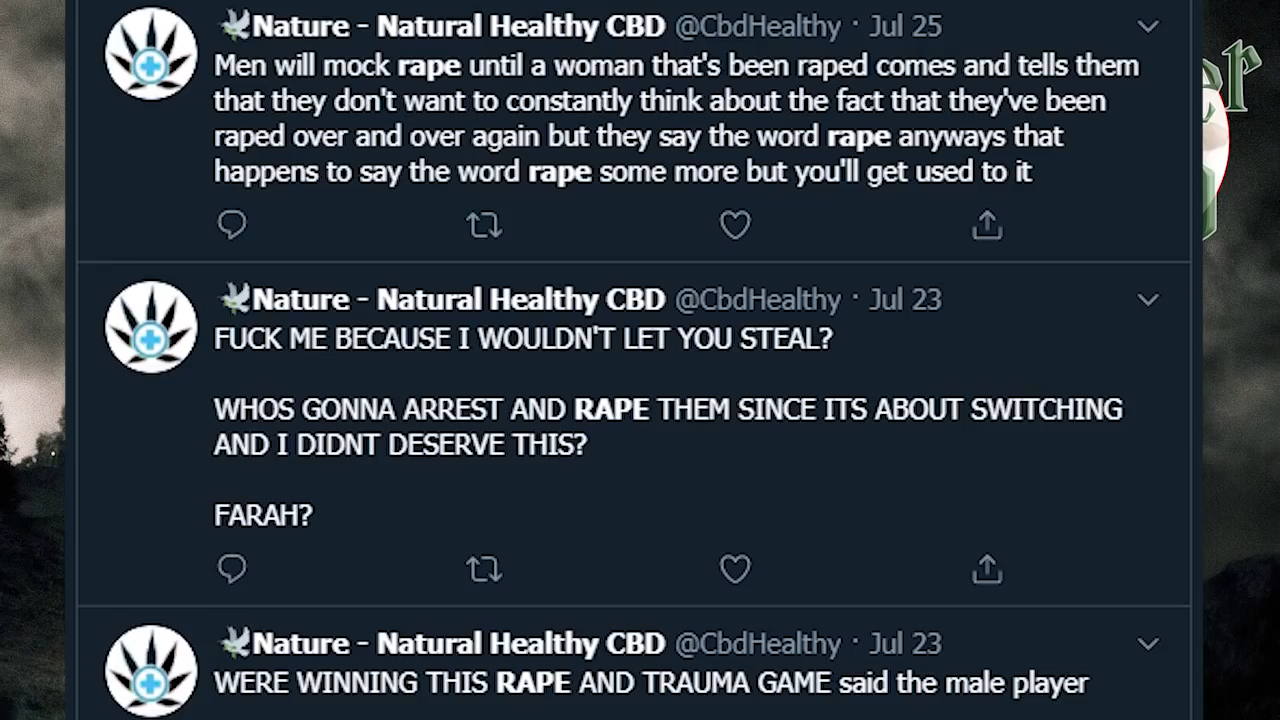 Nature - Natural Healthy CBD @CbdHealthy · Jul 25
Men will mock rape until a woman that's been raped comes and tells them
that they don't want to constantly think about the fact that they've been
raped over and over again but they say the word rape anyways that
happens to say the word rape some more but you'll get used to it
Nature - Natural Healthy CBD @CbdHealthy · Jul 23
FUCK ME BECAUSE I WOULDN'T LET YOU STEAL?
WHOS GONNA ARREST AND RAPE THEM SINCE ITS ABOUT SWITCHING
AND I DIDNT DESERVE THIS?
FARAH?
Nature - Natural Healthy CBD @CbdHealthy · Jul 23
WERE WINNING THIS RAPE AND TRAUMA GAME said the male player